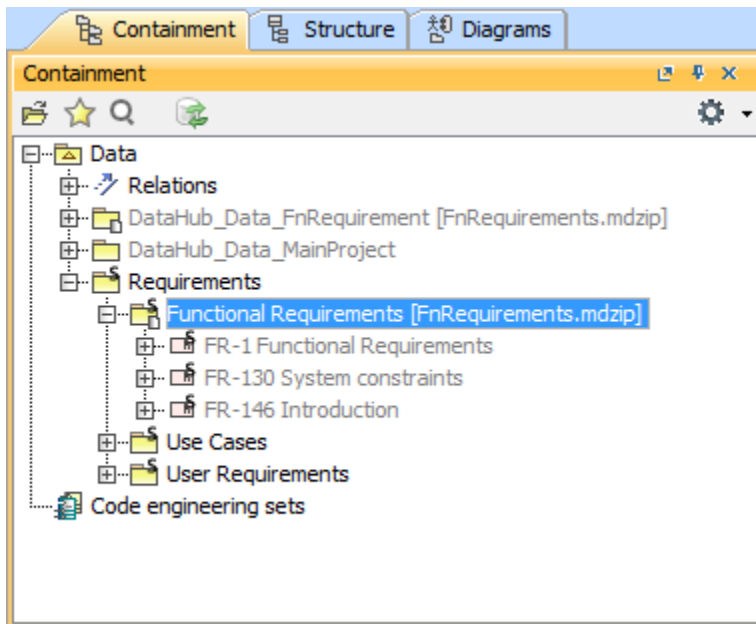 Containment Structure Diagrams
Containment
Data
Relations
DataHub_Data_FnRequirement [FnRequirements.mdzip]
DataHub_Data_MainProject
Requirements
Functional Requirements [FnRequirements.mdzip]
FR-1 Functional Requirements
FR-130 System constraints
FR-146 Introduction
Use Cases
User Requirements
Code engineering sets